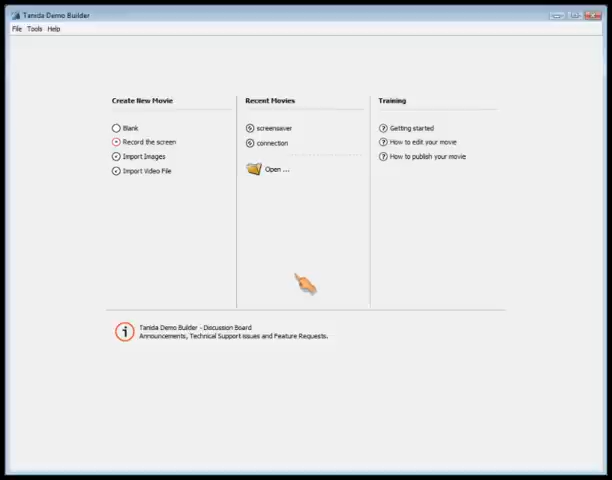 Tanida Demo Builder
File Tools Help
Create New Movie
Blank
Record the screen
Import Images
Import Video File
Recent Movies
screensaver
connection
Open ...
Training
Getting started
How to edit your movie
How to publish your movie
Tanida Demo Builder - Discussion Board
Announcements, Technical Support issues and Feature Requests.